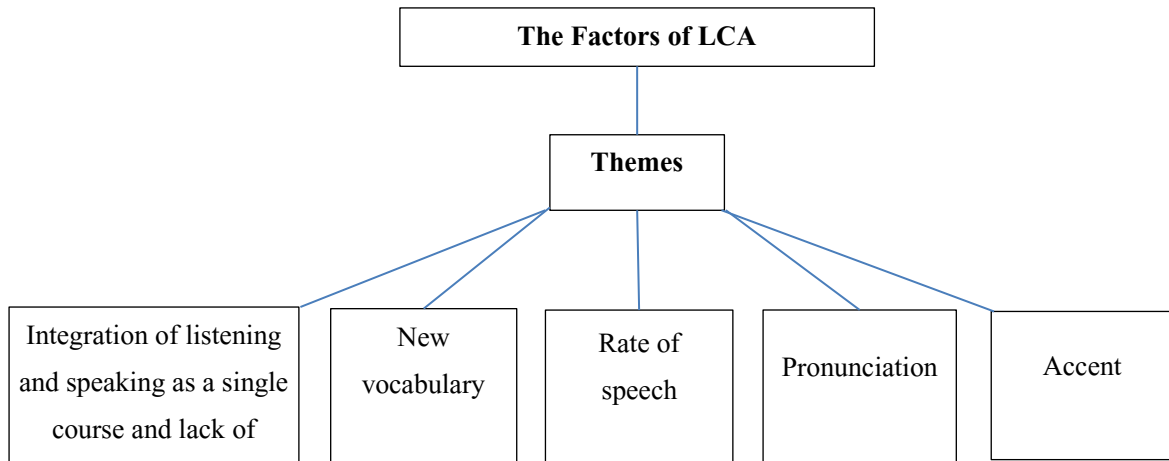 The Factors of LCA
Themes
Integration of listening
and speaking as a single
course and lack of
New
vocabulary
Rate of
speech
Pronunciation
Accent